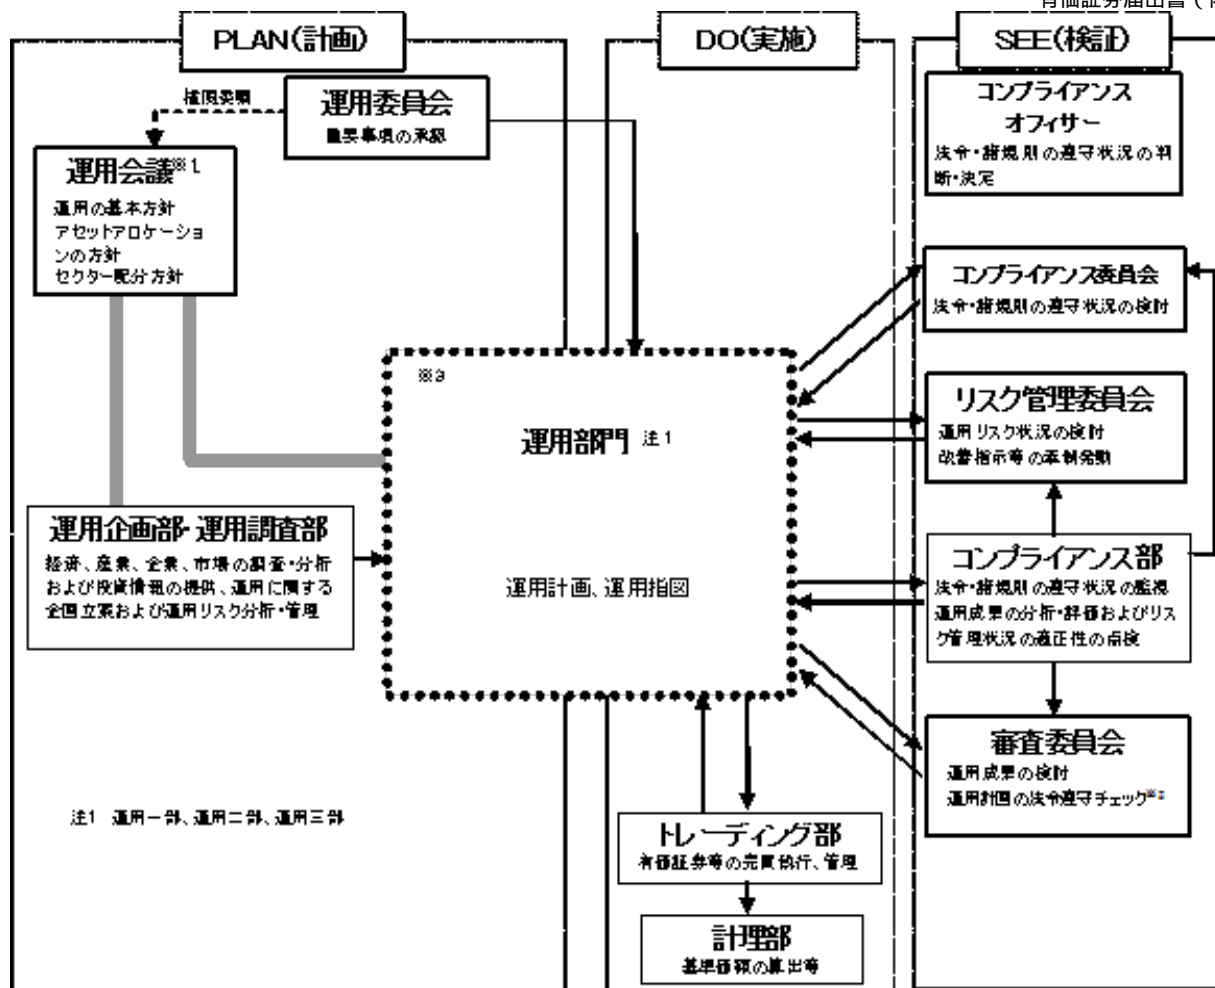 有価証券届出書（
PLAN(計画)
DO(実施)
SEE(検証)
権限委嘱
運用委員会
重要事項の承認
運用会議※1
運用の基本方針
アセットアロケーショ
ンの方針
セクター配分方針
コンプライアンス
オフィサー
法令・諸規則の遵守状況の判
断・決定
コンプライアンス委員会
法令・諸規則の遵守状況の検討
※3
運用部門 注1
運用計画、運用指図
リスク管理委員会
運用リスク状況の検討
改善指示等の牽制発動
運用企画部・運用調査部
経済、産業、企業、市場の調査・分析
および投資情報の提供、運用に関する
企画立案および運用リスク分析・管理
コンプライアンス部
法令・諸規則の遵守状況の監視
運用成果の分析・評価およびリス
ク管理状況の適正性の点検
審査委員会
運用成果の検討
運用計画の法令遵守チェック
注1 運用一部、運用二部、運用三部
トレーディング部
有価証券等の売買執行、管理
計理部
基準価額の算出等